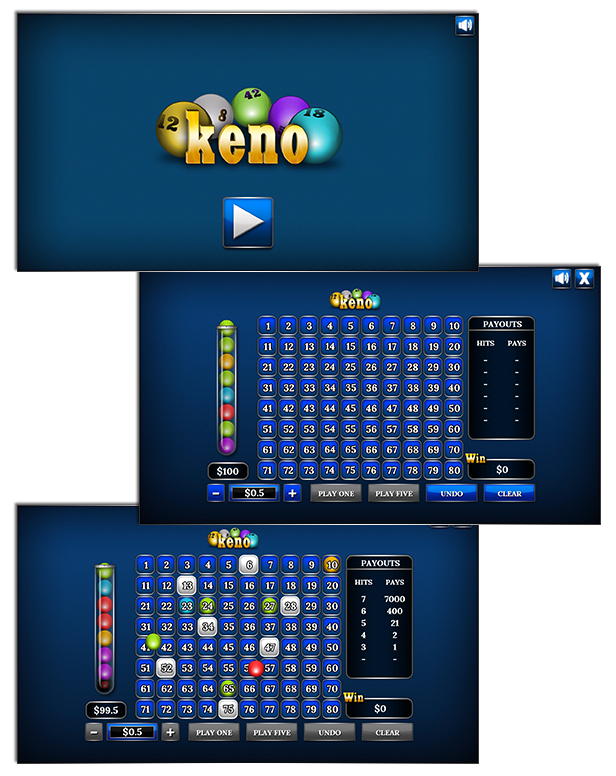 42
12 8 18
keno
keno
1 2 3 4 5 6 7 8 9 10 PAYOUTS
11 12 13 14 15 16 17 18 19 20 HITS PAYS
21 22 23 24 25 26 27 28 29 30 - -
31 32 33 34 35 36 37 38 39 40 - -
41 42 43 44 45 46 47 48 49 50 - -
51 52 53 54 55 56 57 58 59 60 - -
61 62 63 64 65 66 67 68 69 70 Win
$100 71 72 73 74 75 76 77 78 79 80 $0
- $0.5 + PLAY ONE PLAY FIVE UNDO CLEAR
keno
1 2 3 4 5 6 7 8 9 10 PAYOUTS
11 12 13 14 15 16 17 18 19 20 HITS PAYS
21 22 23 24 25 26 27 28 29 30 7 7000
31 32 33 34 35 36 37 38 39 40 6 400
42 43 44 45 46 47 48 49 50 5 21
51 52 53 54 55 57 58 59 60 4 2
3 1
- -
61 62 63 64 65 66 67 68 69 70 Win
$99.5 71 72 73 74 75 76 77 78 79 80 $0
- $0.5 + PLAY ONE PLAY FIVE UNDO CLEAR